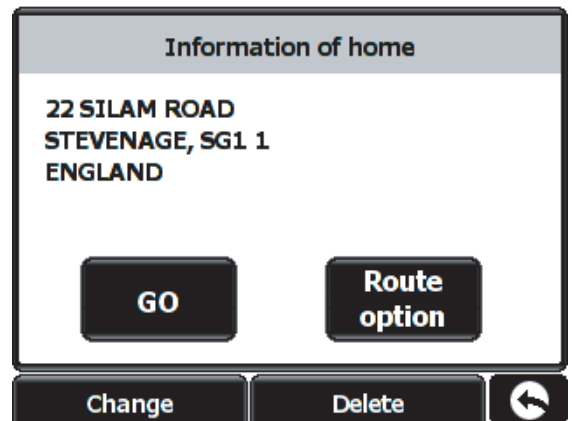 Information of home
22 SILAM ROAD
STEVENAGE, SG1 1
ENGLAND
GO
Route
option
Change
Delete